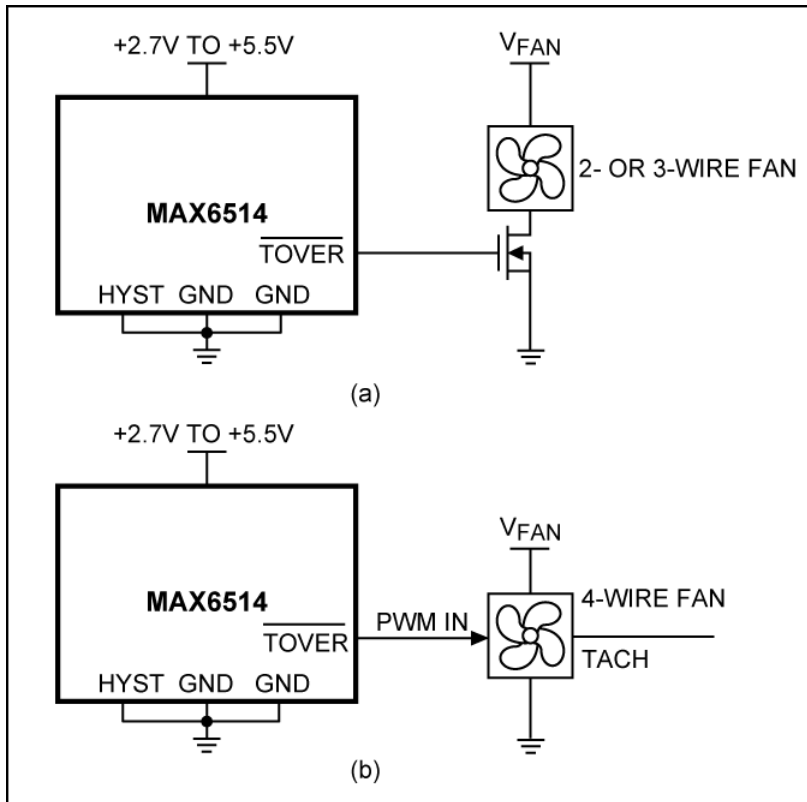 +2.7V TO +5.5V
VFAN
2- OR 3-WIRE FAN
MAX6514
TOVER
HYST GND GND
(a)
+2.7V TO +5.5V
VFAN
4-WIRE FAN
MAX6514
PWM IN
TOVER
TACH
HYST GND GND
(b)